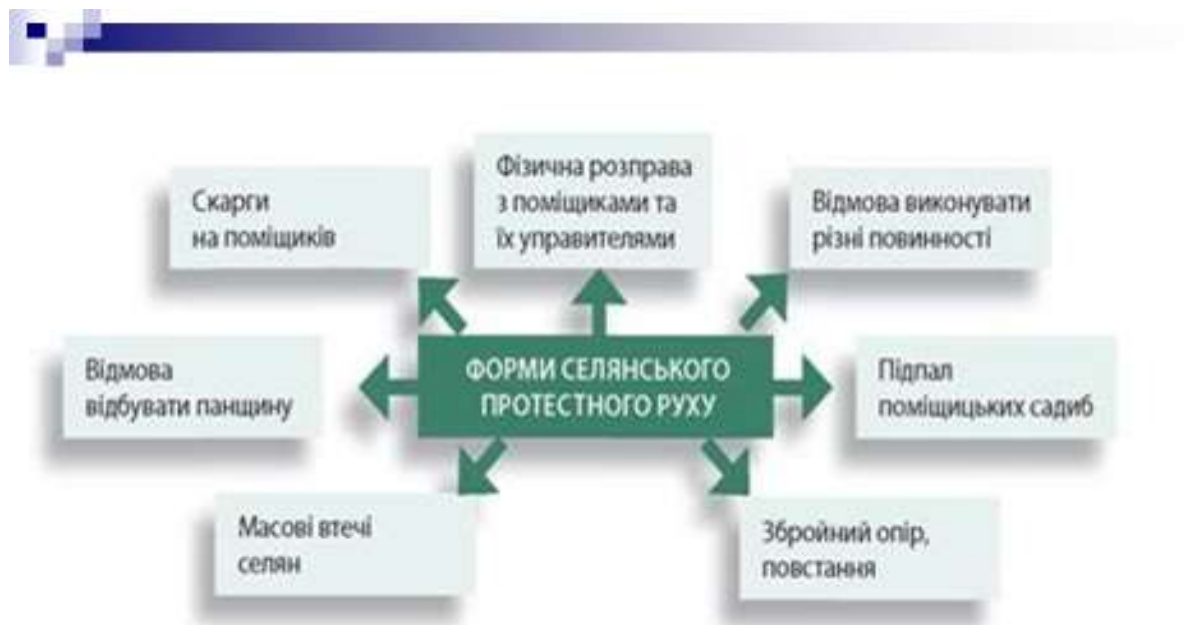 Скарги
на поміщиків
Фізична розправа
з поміщиками та
їх управителями
Відмова виконувати
різні повинності
Відмова
відбувати панщину
ФОРМИ СЕЛЯНСЬКОГО
ПРОТЕСТНОГО РУХУ
Підпал
поміщицьких садиб
Масові втечі
селян
Збройний опір,
повстання